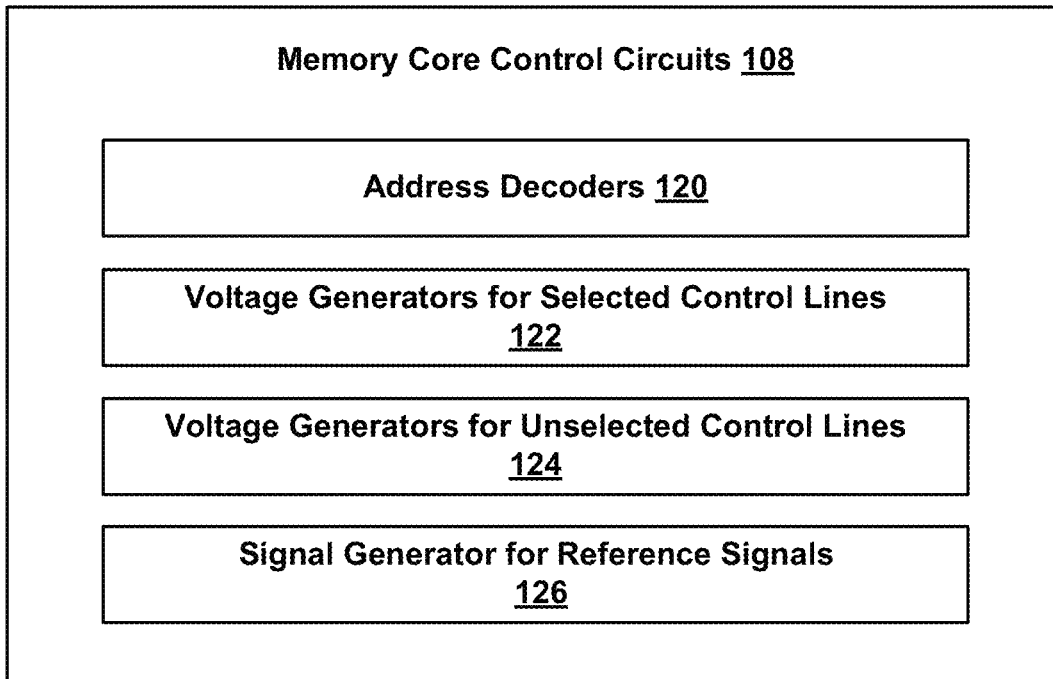 Memory Core Control Circuits 108
Address Decoders 120
Voltage Generators for Selected Control Lines
122
Voltage Generators for Unselected Control Lines
124
Signal Generator for Reference Signals
126